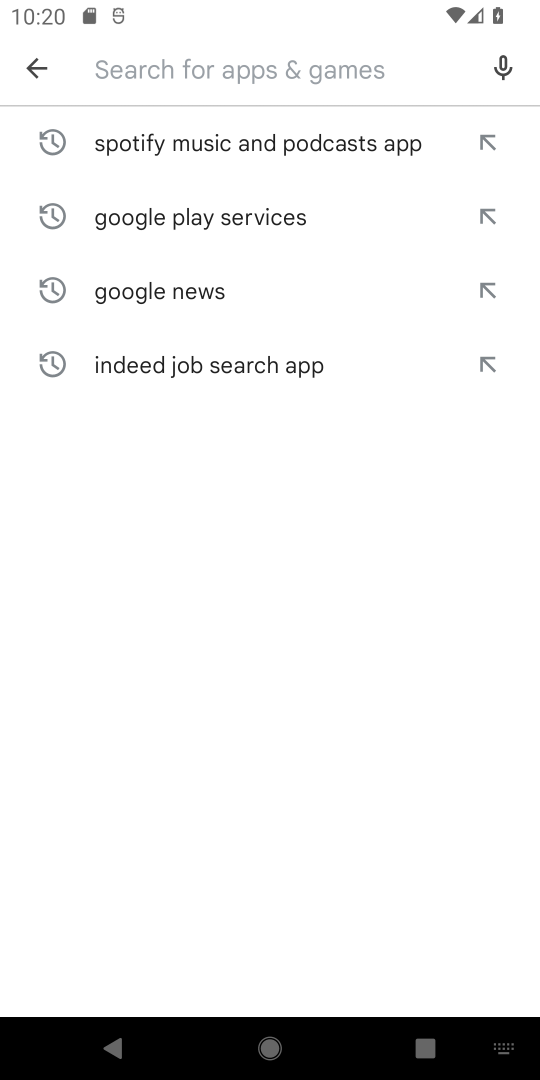 10:20
Search for apps & games
spotify music and podcasts app
google play services
google news
indeed job search app